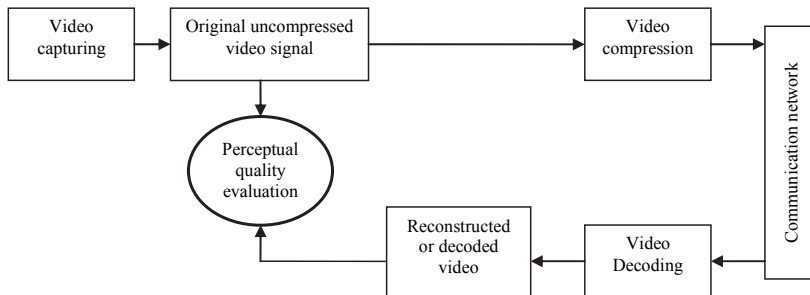 Video
capturing
Original uncompressed
video signal
Video
compression
Communication network
Perceptual
quality
evaluation
Reconstructed
or decoded
video
Video
Decoding